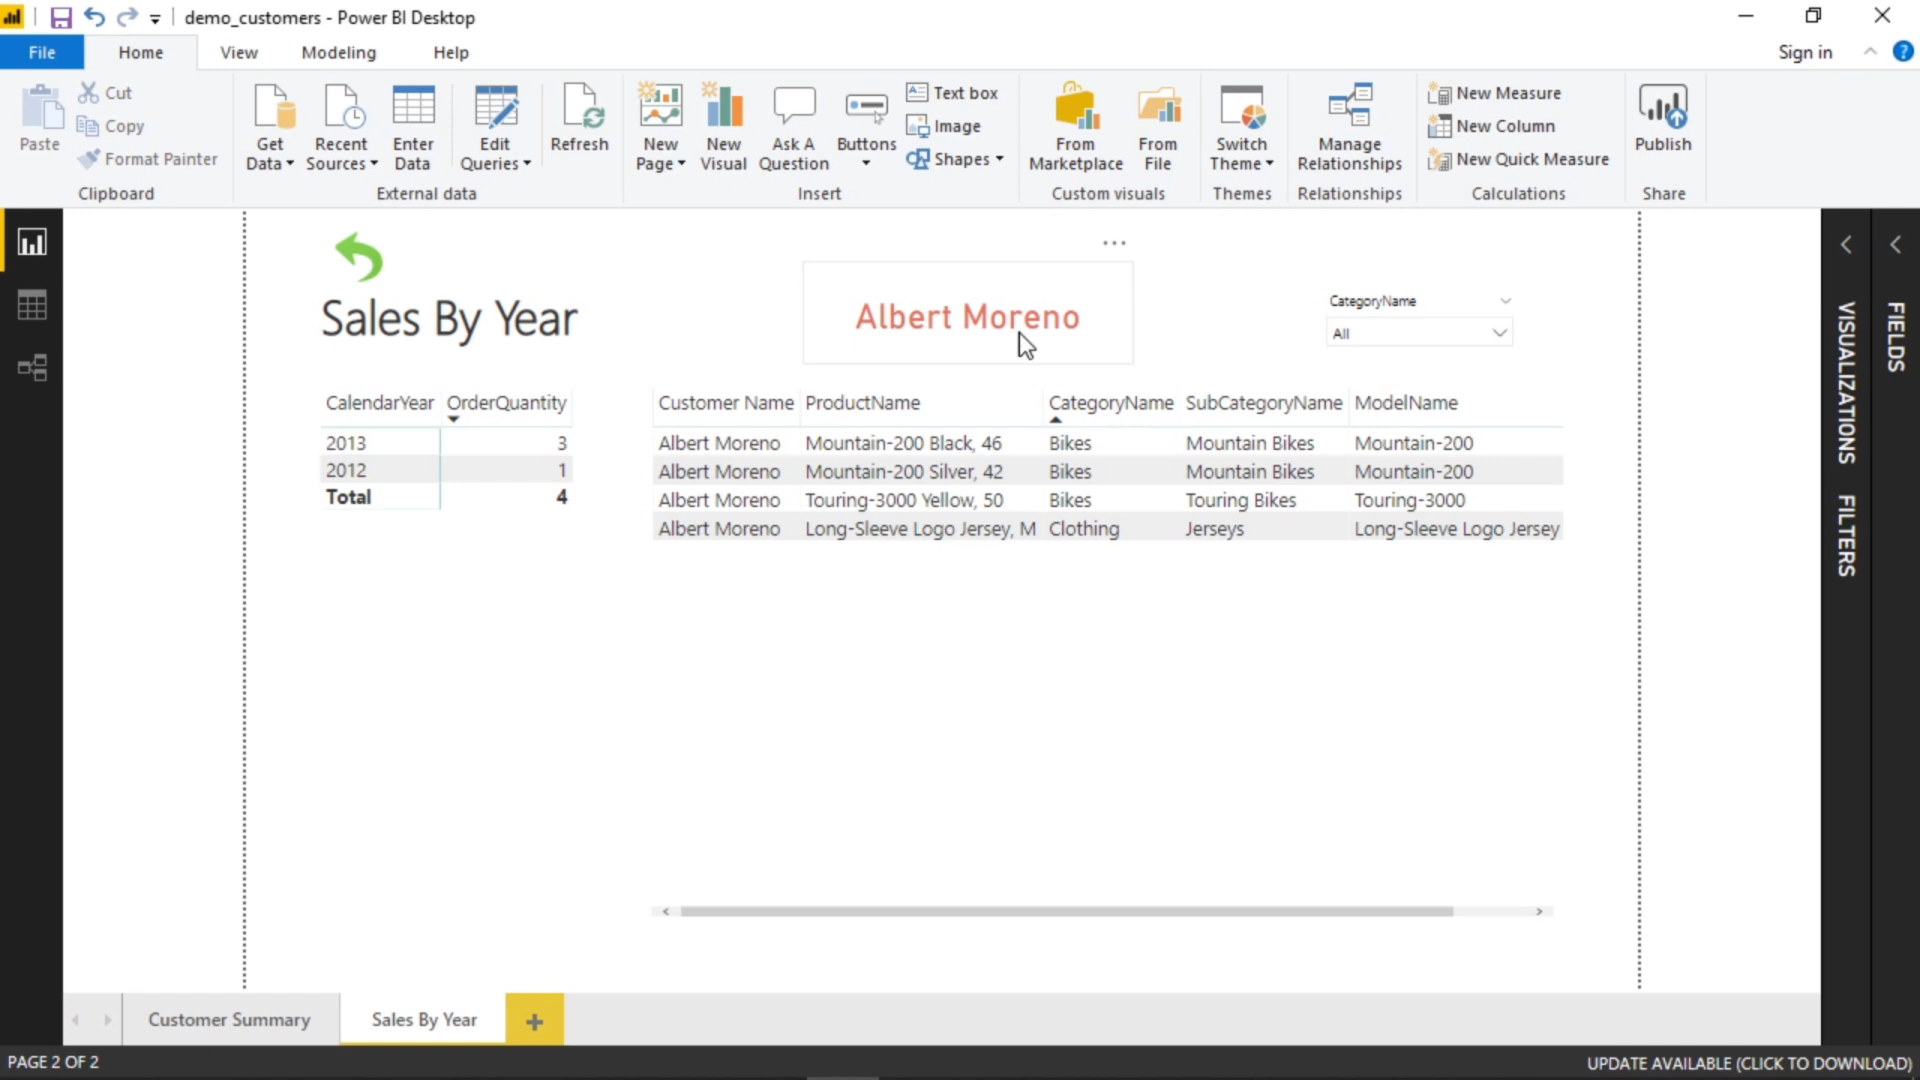 demo_customers - Power BI Desktop
File Home View Modeling Help Sign in ?
Paste
Cut
Copy
Format Painter
Clipboard
Get Data
Recent Sources
Enter Data
Edit Queries
Refresh
External data
New Page
New Visual
Ask A Question
Buttons
Text box
Image
Shapes
Insert
From Marketplace
From File
Custom visuals
Switch Theme
Themes
Manage Relationships
Relationships
New Measure
New Column
New Quick Measure
Calculations
Publish
Share
Sales By Year
Albert Moreno
CategoryName
All
CalendarYear OrderQuantity
2013 3
2012 1
Total 4
Customer Name ProductName CategoryName SubCategoryName ModelName
Albert Moreno Mountain-200 Black, 46 Bikes Mountain Bikes Mountain-200
Albert Moreno Mountain-200 Silver, 42 Bikes Mountain Bikes Mountain-200
Albert Moreno Touring-3000 Yellow, 50 Bikes Touring Bikes Touring-3000
Albert Moreno Long-Sleeve Logo Jersey, M Clothing Jerseys Long-Sleeve Logo Jersey
VISUALIZATIONS
FILTERS
FIELDS
Customer Summary Sales By Year +
PAGE 2 OF 2 UPDATE AVAILABLE (CLICK TO DOWNLOAD)